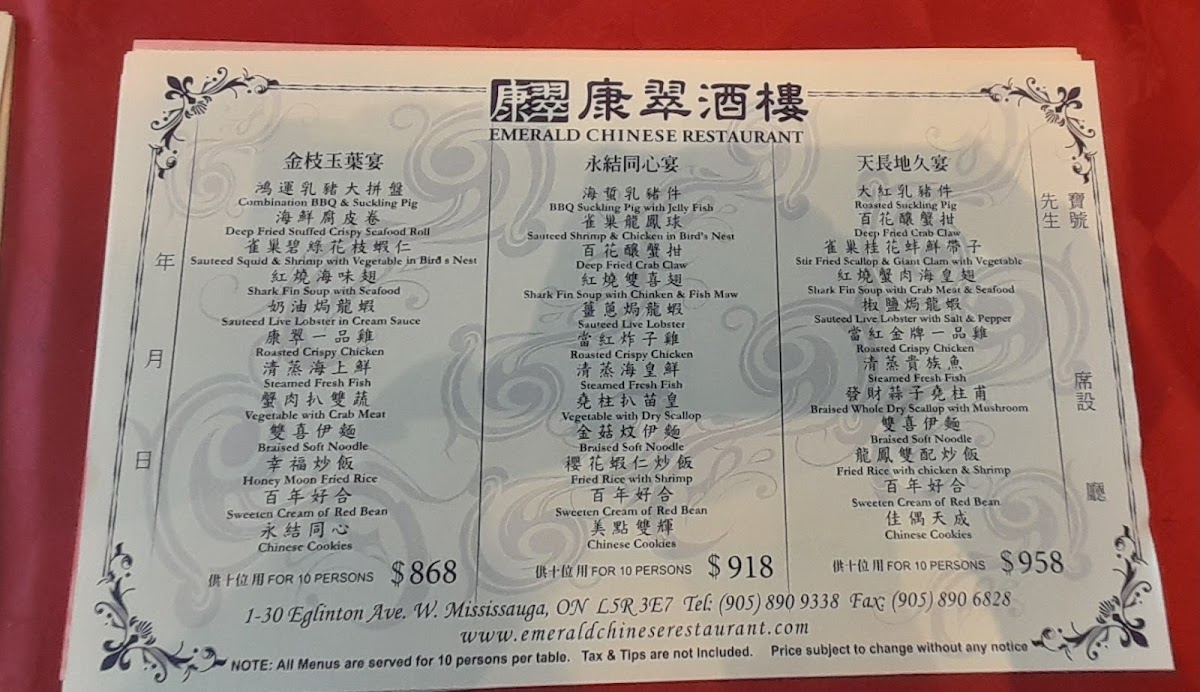 康翠 康翠酒樓
EMERALD CHINESE RESTAURANT
金枝玉葉宴
鴻運乳豬大拼盤
Combination BBQ & Suckling Pig
海鮮腐皮卷
Deep Fried Stuffed Crispy Seafood Roll
雀巢碧綠花枝蝦仁
Sauteed Squid & Shrimp with Vegetable in Bird's Nest
紅燒海味翅
Shark Fin Soup with Seafood
奶油焗龍蝦
Sauteed Live Lobster in Cream Sauce
康翠一品雞
Roasted Crispy Chicken
清蒸海上鮮
Steamed Fresh Fish
蟹肉扒雙蔬
Vegetable with Crab Meat
雙喜伊麵
Braised Soft Noodle
幸福炒飯
Honey Moon Fried Rice
百年好合
Sweeten Cream of Red Bean
永結同心
Chinese Cookies
供十位用 FOR 10 PERSONS $868
永結同心宴
海蜇乳豬件
BBQ Suckling Pig with Jelly Fish
雀巢龍鳳球
Sauteed Shrimp & Chicken in Bird's Nest
百花釀蟹拑
Deep Fried Crab Claw
紅燒雙喜翅
Shark Fin Soup with Chinken & Fish Maw
薑蔥焗龍蝦
Sauteed Live Lobster
當紅炸子雞
Roasted Crispy Chicken
清蒸海皇鮮
Steamed Fresh Fish
堯柱扒苗皇
Vegetable with Dry Scallop
金菇炆伊麵
Braised Soft Noodle
櫻花蝦仁炒飯
Fried Rice with Shrimp
百年好合
Sweeten Cream of Red Bean
美點雙輝
Chinese Cookies
供十位用 FOR 10 PERSONS $918
天長地久宴
大紅乳豬件
Roasted Suckling Pig
百花釀蟹拑
Deep Fried Crab Claw
雀巢桂花蚌鮮帶子
Stir Fried Scallop & Giant Clam with Vegetable
紅燒蟹肉海皇翅
Shark Fin Soup with Crab Meat & Seafood
椒鹽焗龍蝦
Sauteed Live Lobster with Salt & Pepper
當紅金牌一品雞
Roasted Crispy Chicken
清蒸貴族魚
Steamed Fresh Fish
發財蒜子堯柱甫
Braised Whole Dry Scallop with Mushroom
雙喜伊麵
Braised Soft Noodle
龍鳳雙配炒飯
Fried Rice with chicken & Shrimp
百年好合
Sweeten Cream of Red Bean
佳偶天成
Chinese Cookies
供十位用 FOR 10 PERSONS $958
寶號
先生
席設
廳
年
月
日
1-30 Eglinton Ave. W. Mississauga, ON L5R 3E7 Tel: (905) 890 9338 Fax: (905) 890 6828
www.emeraldchineserestaurant.com
NOTE: All Menus are served for 10 persons per table. Tax & Tips are not Included. Price subject to change without any notice